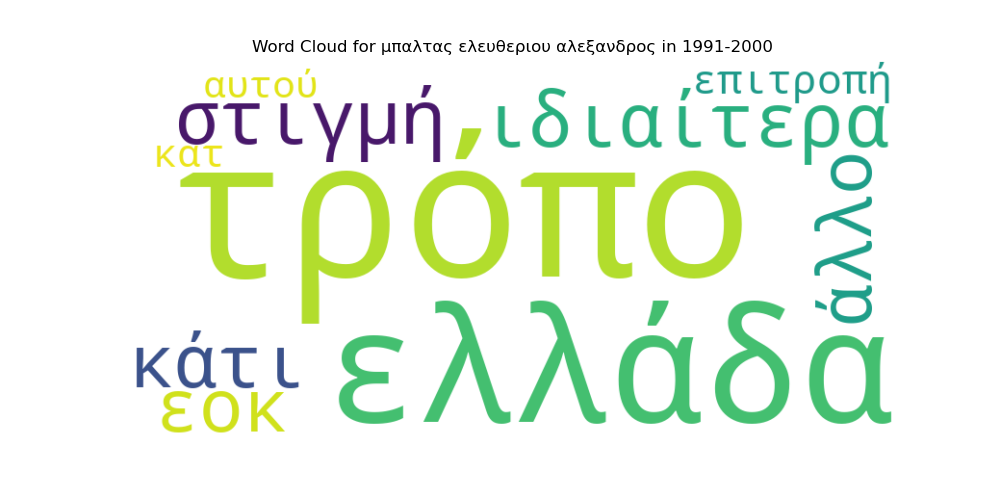 Word Cloud for μπαλτας ελευθεριου αλεξανδρος in 1991-2000
αυτού
επιτροπή
στιγμή
ιδιαίτερα
κατ
τρόπο
άλλο
κάτι
ελλάδα
εοκ